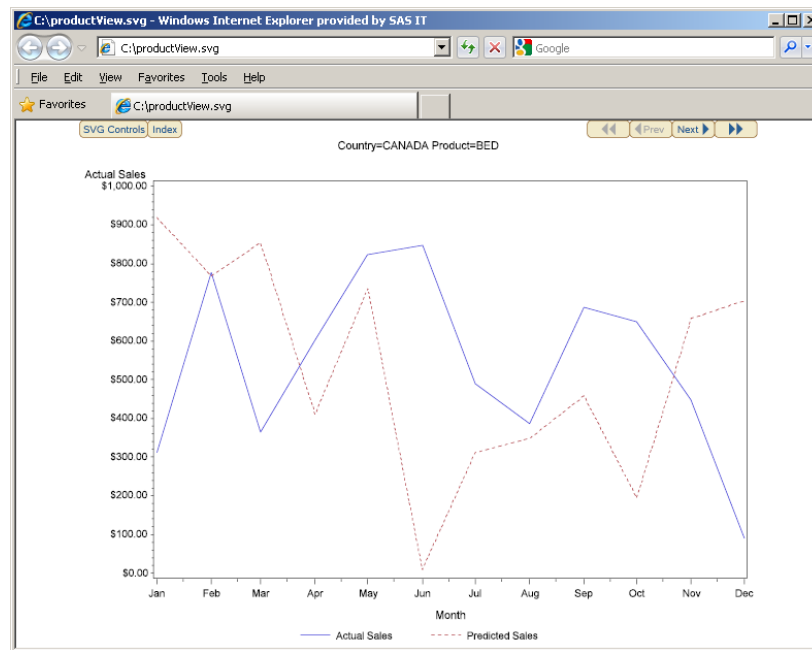 C:\productView.svg - Windows Internet Explorer provided by SAS IT
C:\productView.svg
Google
File Edit View Favorites Tools Help
Favorites
C:\productView.svg
SVG Controls Index
Prev Next
Country=CANADA Product=BED
Actual Sales
$1,000.00
$900.00
$800.00
$700.00
$600.00
$500.00
$400.00
$300.00
$200.00
$100.00
$0.00
Jan Feb Mar Apr May Jun Jul Aug Sep Oct Nov Dec
Month
Actual Sales Predicted Sales